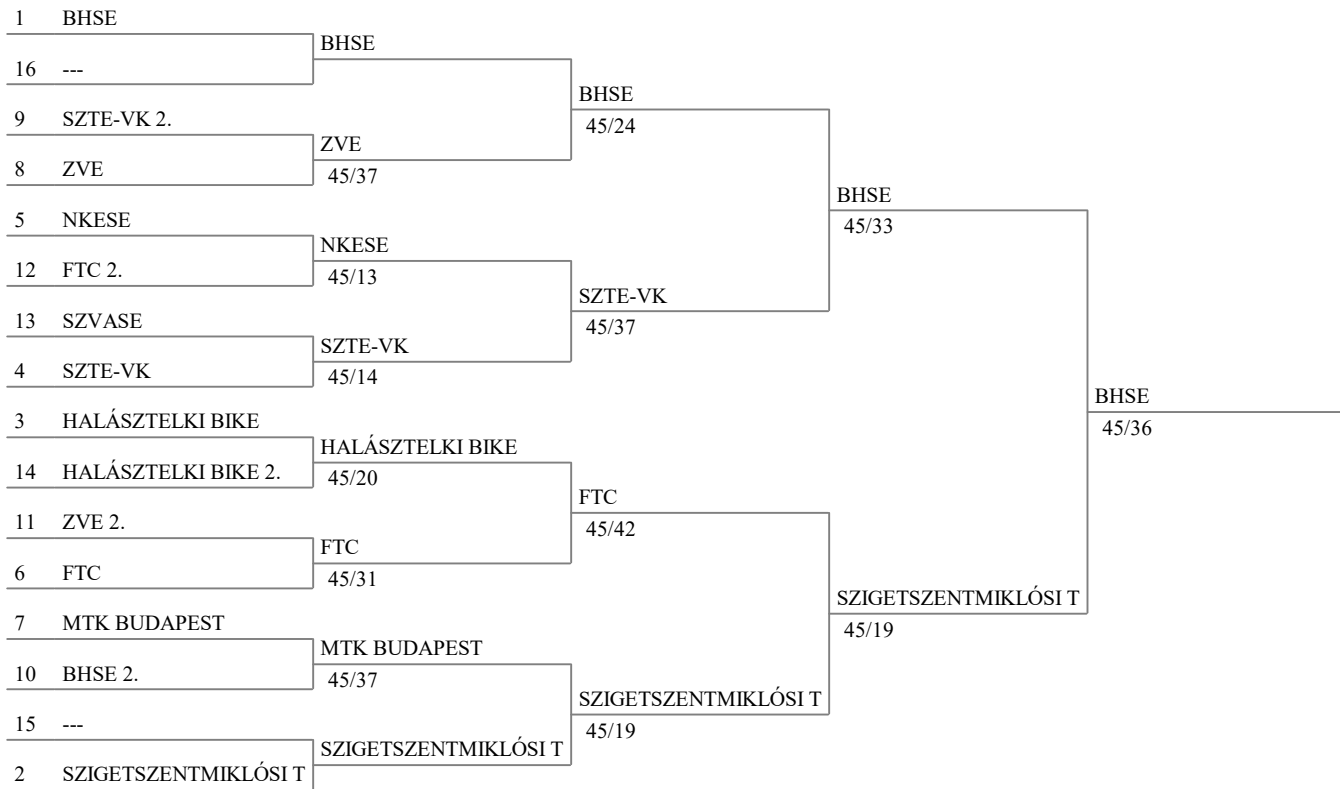 1 BHSE
BHSE
16 ---
BHSE
45/24
9 SZTE-VK 2.
ZVE
45/37
8 ZVE
BHSE
45/33
5 NKESE
NKESE
45/13
12 FTC 2.
SZTE-VK
45/37
13 SZVASE
SZTE-VK
45/14
4 SZTE-VK
BHSE
45/36
3 HALÁSZTELKI BIKE
HALÁSZTELKI BIKE
45/20
14 HALÁSZTELKI BIKE 2.
FTC
45/42
11 ZVE 2.
FTC
45/31
6 FTC
SZIGETSZENTMIKLÓSI T
45/19
7 MTK BUDAPEST
MTK BUDAPEST
45/37
10 BHSE 2.
SZIGETSZENTMIKLÓSI T
45/19
15 ---
SZIGETSZENTMIKLÓSI T
2 SZIGETSZENTMIKLÓSI T